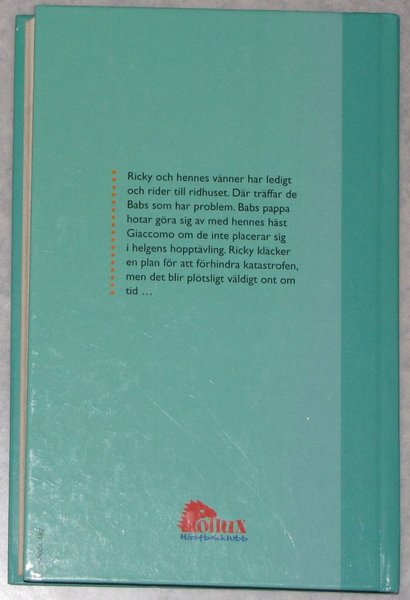 Ricky och hennes vänner har ledigt
och rider till ridhuset. Där träffar de
Babs som har problem. Babs pappa
hotar göra sig av med hennes häst
Giaccomo om de inte placerar sig
i helgens hopptävling. Ricky kläcker
en plan för att förhindra katastrofen,
men det blir plötsligt väldigt ont om
tid ...
Pollux
Hästbokklubb